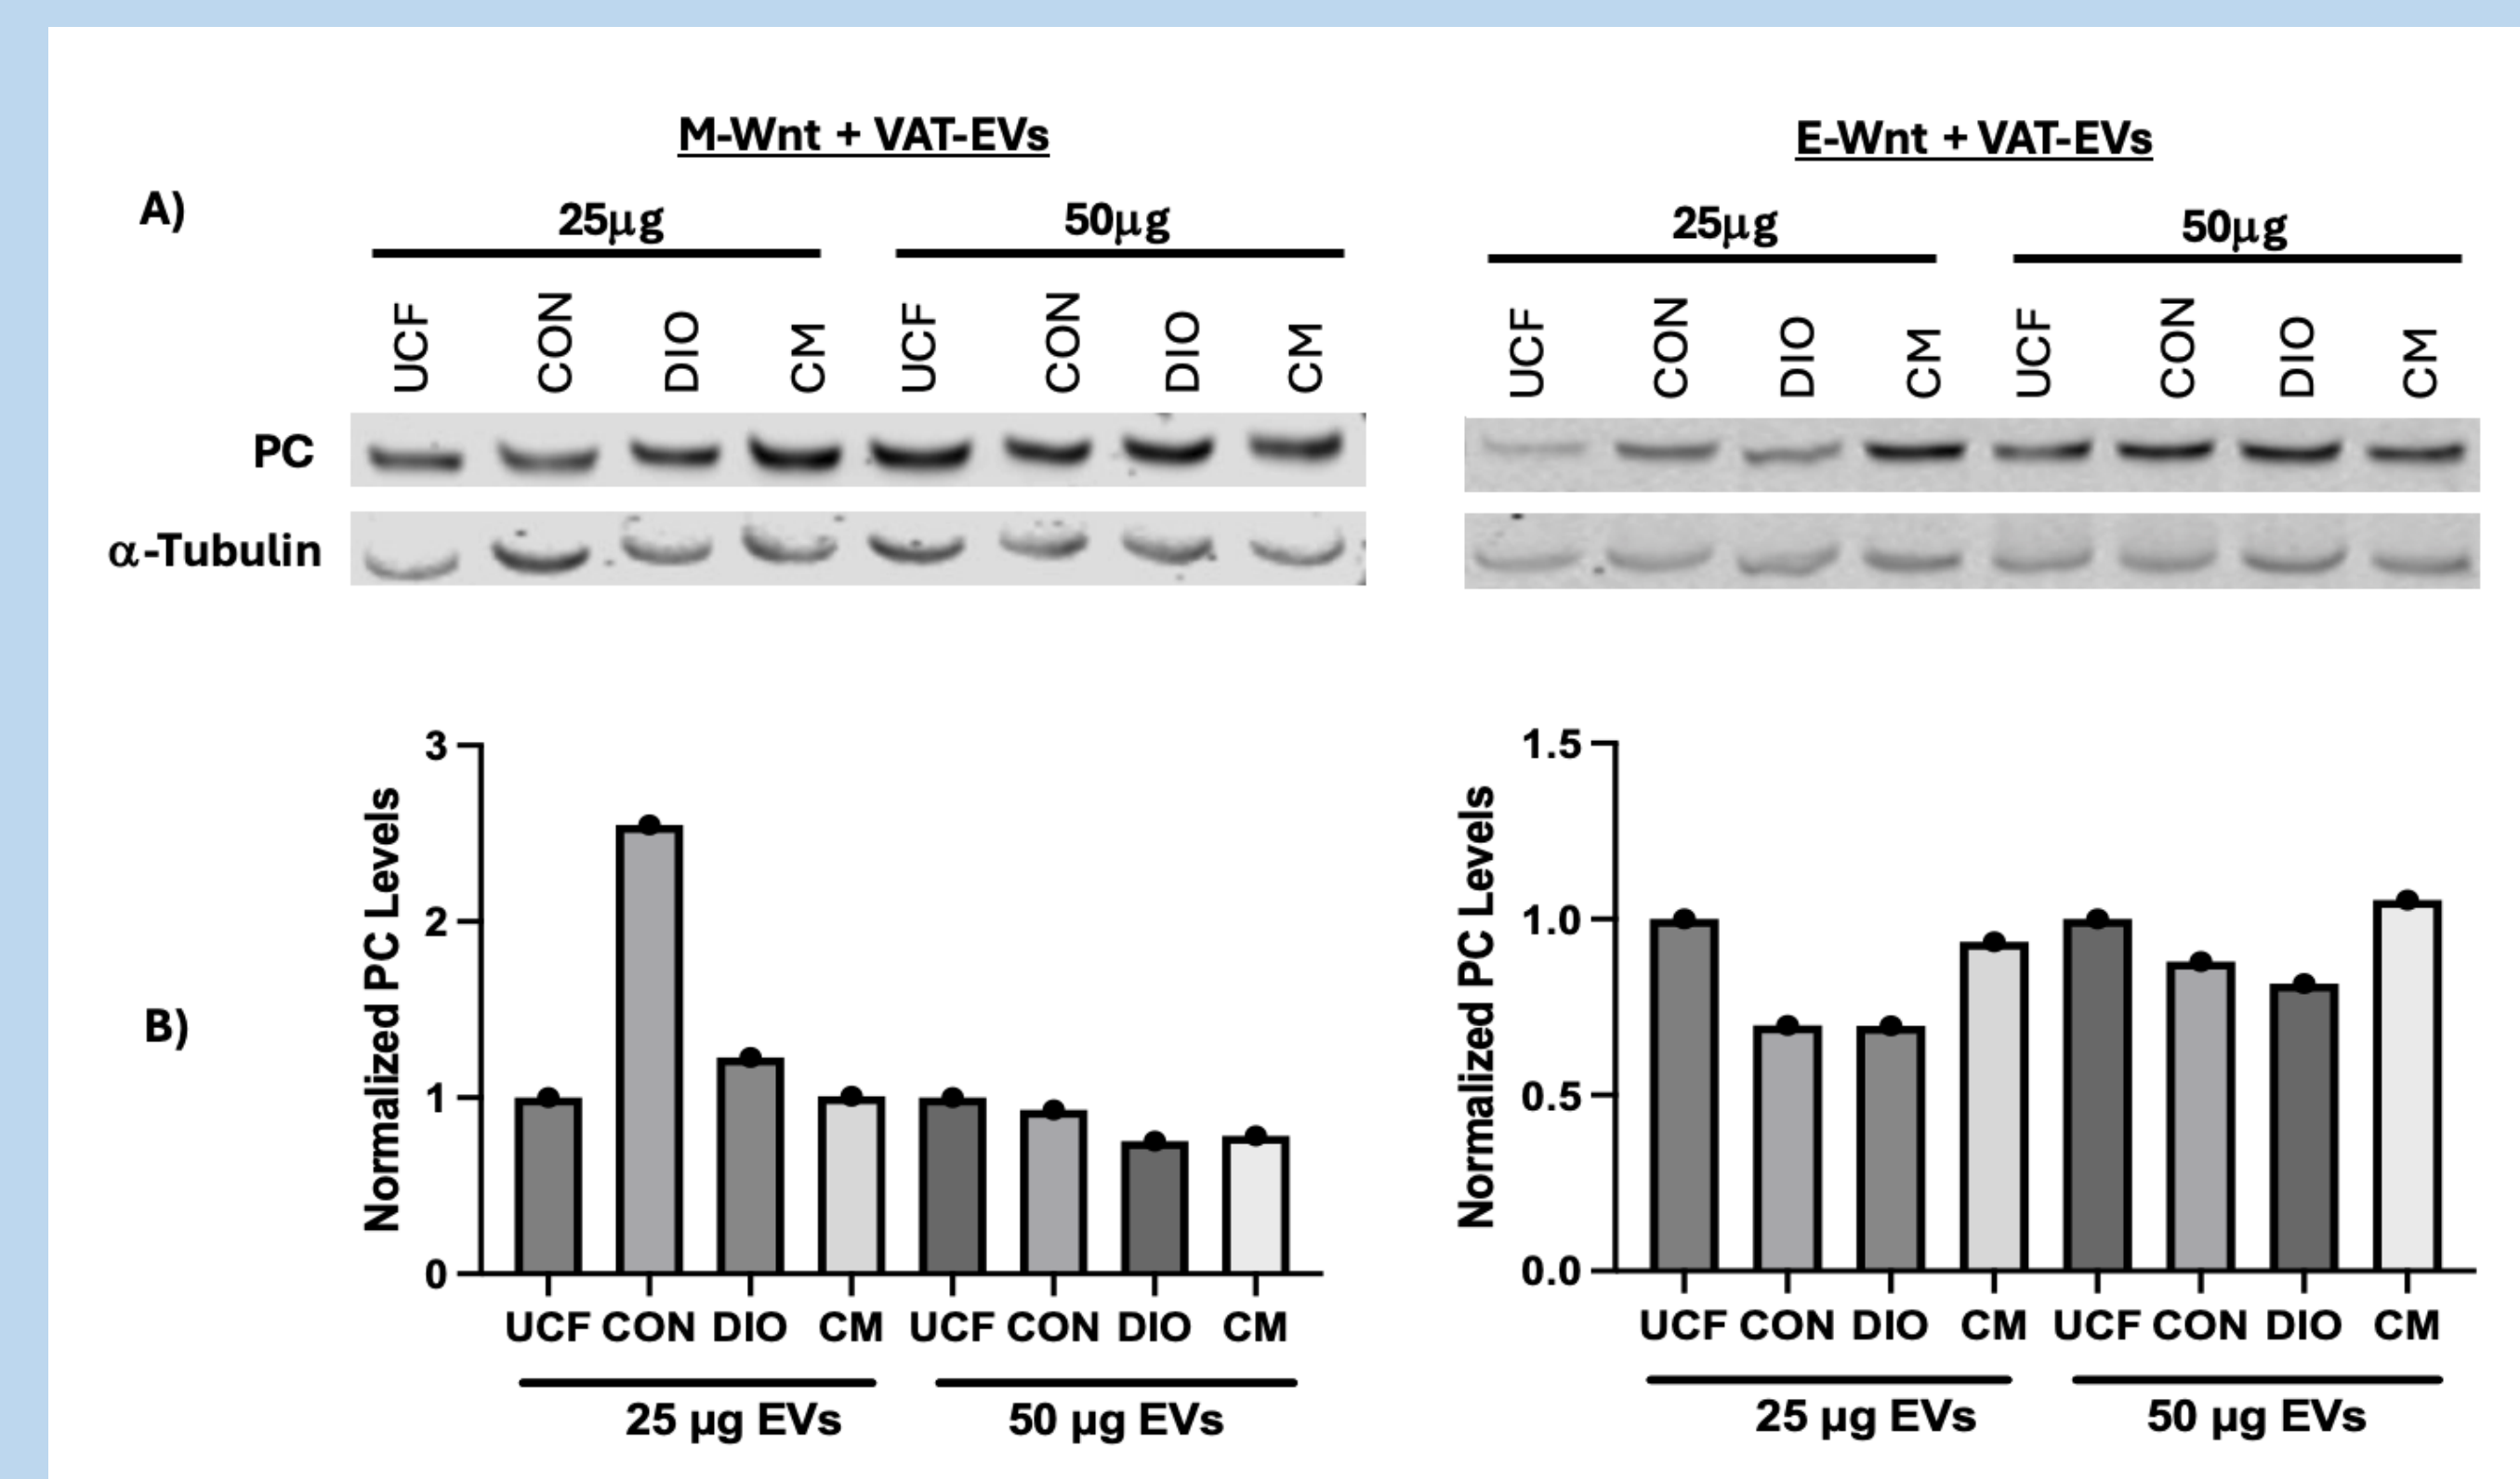 M-Wnt + VAT-EVs
E-Wnt + VAT-EVs
A)
25μg
50μg
25μg
50μg
UCF
CON
DIO
CM
UCF
CON
DIO
CM
UCF
CON
DIO
CM
UCF
CON
DIO
CM
PC
α-Tubulin
B)
Normalized PC Levels
3
2
1
0
UCF CON DIO CM UCF CON DIO CM
25 μg EVs
50 μg EVs
Normalized PC Levels
1.5
1.0
0.5
0.0
UCF CON DIO CM UCF CON DIO CM
25 μg EVs
50 μg EVs